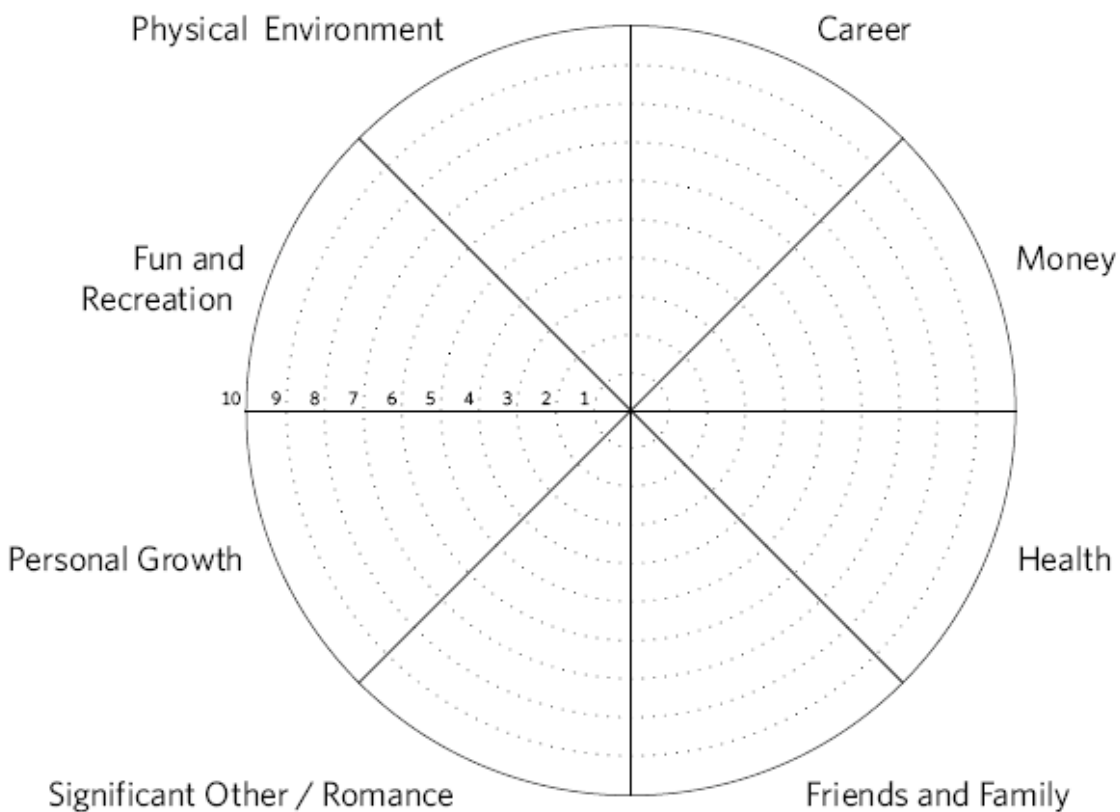 Physical Environment
Career
Fun and
Recreation
Money
10 9 8 7 6 5 4 3 2 1
Personal Growth
Health
Significant Other / Romance
Friends and Family